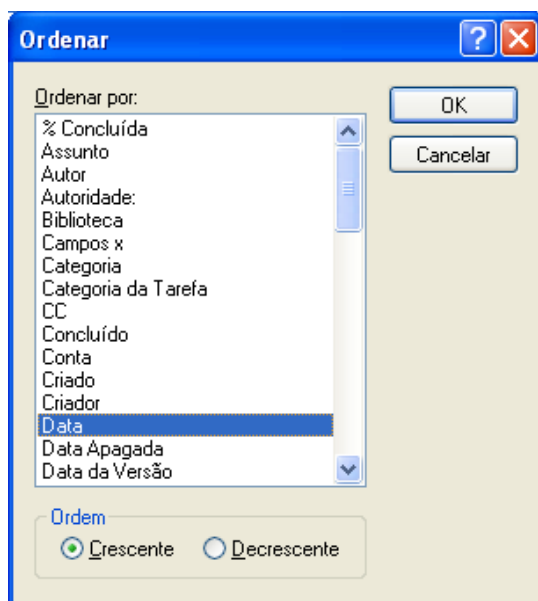 Ordenar
Ordenar por:
% Concluída
Assunto
Autor
Autoridade:
Biblioteca
Campos x
Categoria
Categoria da Tarefa
CC
Concluído
Conta
Criado
Criador
Data
Data Apagada
Data da Versão
OK
Cancelar
Ordem
Crescente Decrescente